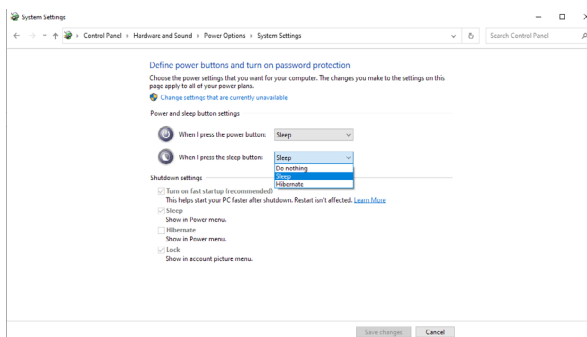 System Settings
Control Panel > Hardware and Sound > Power Options > System Settings
Search Control Panel
Define power buttons and turn on password protection
Choose the power settings that you want for your computer. The changes you make to the settings on this
page apply to all of your power plans.
Change settings that are currently unavailable
Power and sleep button settings
When I press the power button: Sleep
When I press the sleep button: Sleep
Do nothing
Sleep
Hibernate
Shutdown settings
Turn on fast startup (recommended)
This helps start your PC faster after shutdown. Restart isn't affected. Learn More
Sleep
Show in Power menu.
Hibernate
Show in Power menu.
Lock
Show in account picture menu.
Save changes Cancel